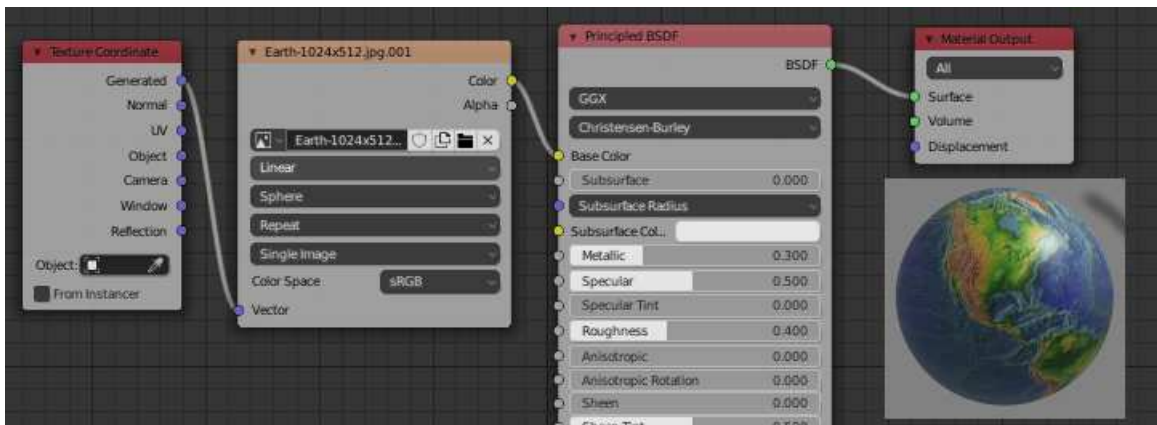 Texture Coordinate
Generated
Normal
UV
Object
Camera
Window
Reflection
Object:
From Instancer
Earth-1024x512.jpg.001
Color
Alpha
Earth-1024x512...
Linear
Sphere
Repeat
Single Image
Color Space sRGB
Vector
Principled BSDF
BSDF
GGX
Christensen-Burley
Base Color
Subsurface 0.000
Subsurface Radius
Subsurface Col...
Metallic 0.300
Specular 0.500
Specular Tint 0.000
Roughness 0.400
Anisotropic 0.000
Anisotropic Rotation 0.000
Sheen 0.000
Material Output
All
Surface
Volume
Displacement